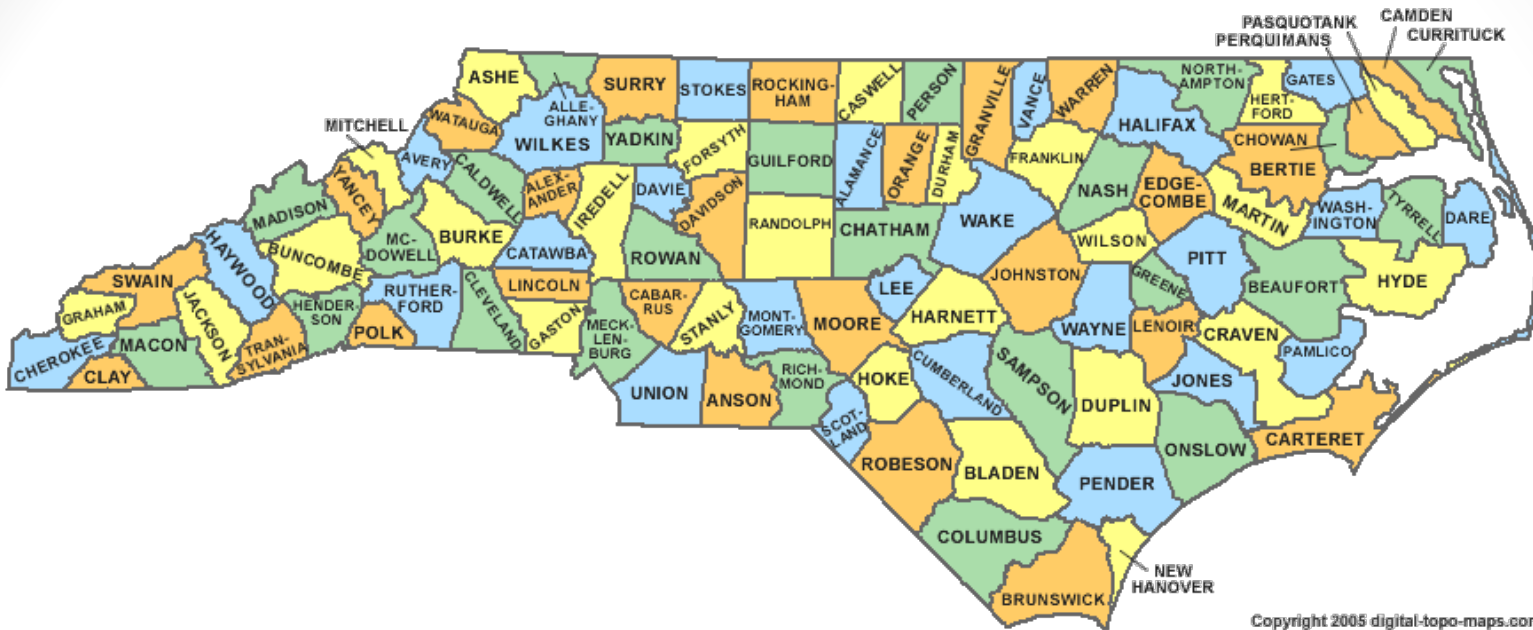 CAMDEN
PASQUOTANK
CURRITUCK
PERQUIMANS
ASHE
ALLE-
GHANY
SURRY
STOKES
ROCKING-
HAM
CASWELL
PERSON
GRANVILLE
VANCE
WARREN
NORTH-
AMPTON
HERT-
FORD
GATES
MITCHELL
WATAUGA
WILKES
YADKIN
FORSYTH
GUILFORD
ALAMANCE
ORANGE
DURHAM
FRANKLIN
HALIFAX
CHOWAN
BERTIE
AVERY
CALDWELL
ALEX-
ANDER
IREDELL
DAVIE
DAVIDSON
RANDOLPH
CHATHAM
WAKE
NASH
EDGE-
COMBE
MARTIN
WASH-
INGTON
TYRRELL
DARE
MADISON
YANCEY
MC-
DOWELL
BURKE
CATAWBA
ROWAN
WILSON
PITT
HAYWOOD
BUNCOMBE
SWAIN
GRAHAM
JACKSON
HENDER-
SON
RUTHER-
FORD
CLEVELAND
LINCOLN
GASTON
CABAR-
RUS
STANLY
MONT-
GOMERY
MOORE
LEE
HARNETT
JOHNSTON
GREENE
BEAUFORT
HYDE
CHEROKEE
MACON
CLAY
TRAN-
SYLVANIA
POLK
MECK-
LEN-
BURG
UNION
ANSON
RICH-
MOND
SCOT-
LAND
HOKE
CUMBERLAND
SAMPSON
WAYNE
LENOIR
CRAVEN
PAMLICO
JONES
DUPLIN
ONSLOW
CARTERET
ROBESON
BLADEN
PENDER
COLUMBUS
BRUNSWICK
NEW
HANOVER
Copyright 2005 digital-topo-maps.com